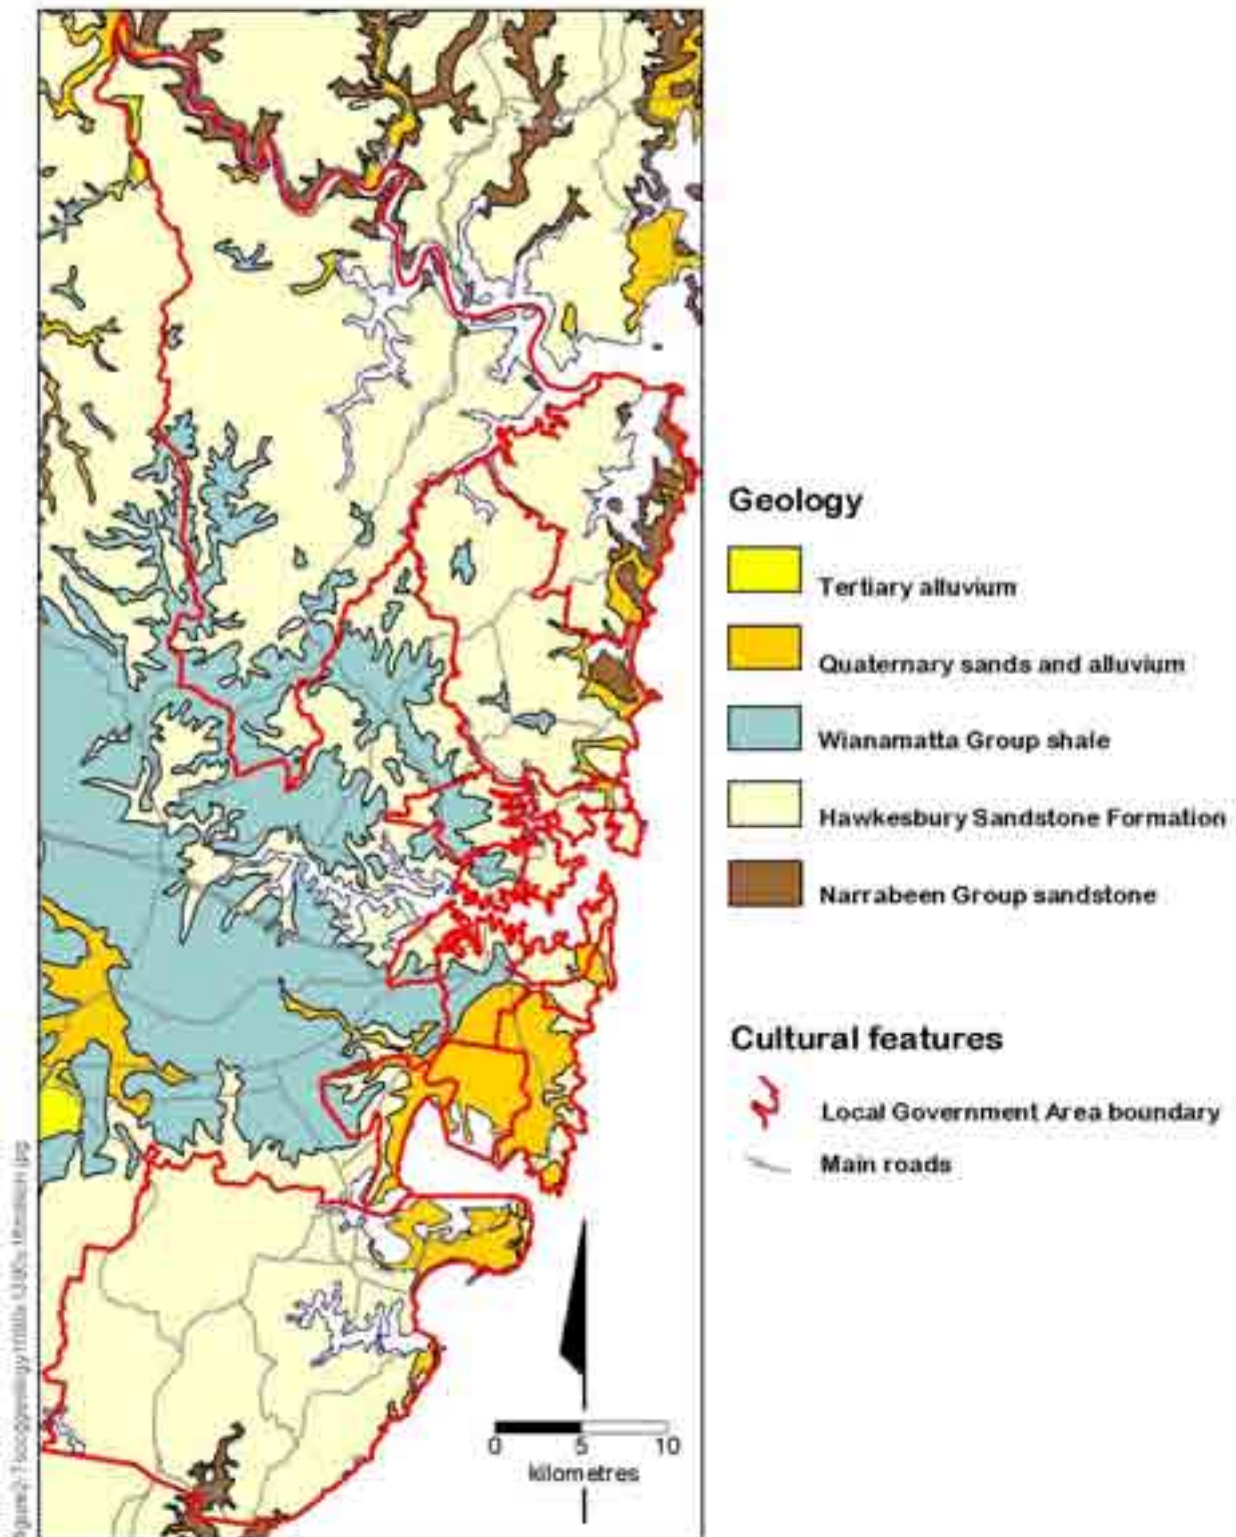 Geology
Tertiary alluvium
Quaternary sands and alluvium
Wianamatta Group shale
Hawkesbury Sandstone Formation
Narrabeen Group sandstone
Cultural features
Local Government Area boundary
Main roads
0 5 10
kilometres